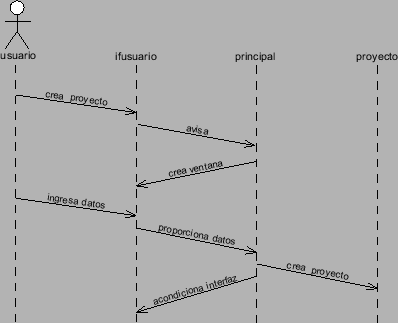 usuario ifusuario principal proyecto
crea proyecto
avisa
crea ventana
ingresa datos
proporciona datos
crea proyecto
acondiciona interfaz